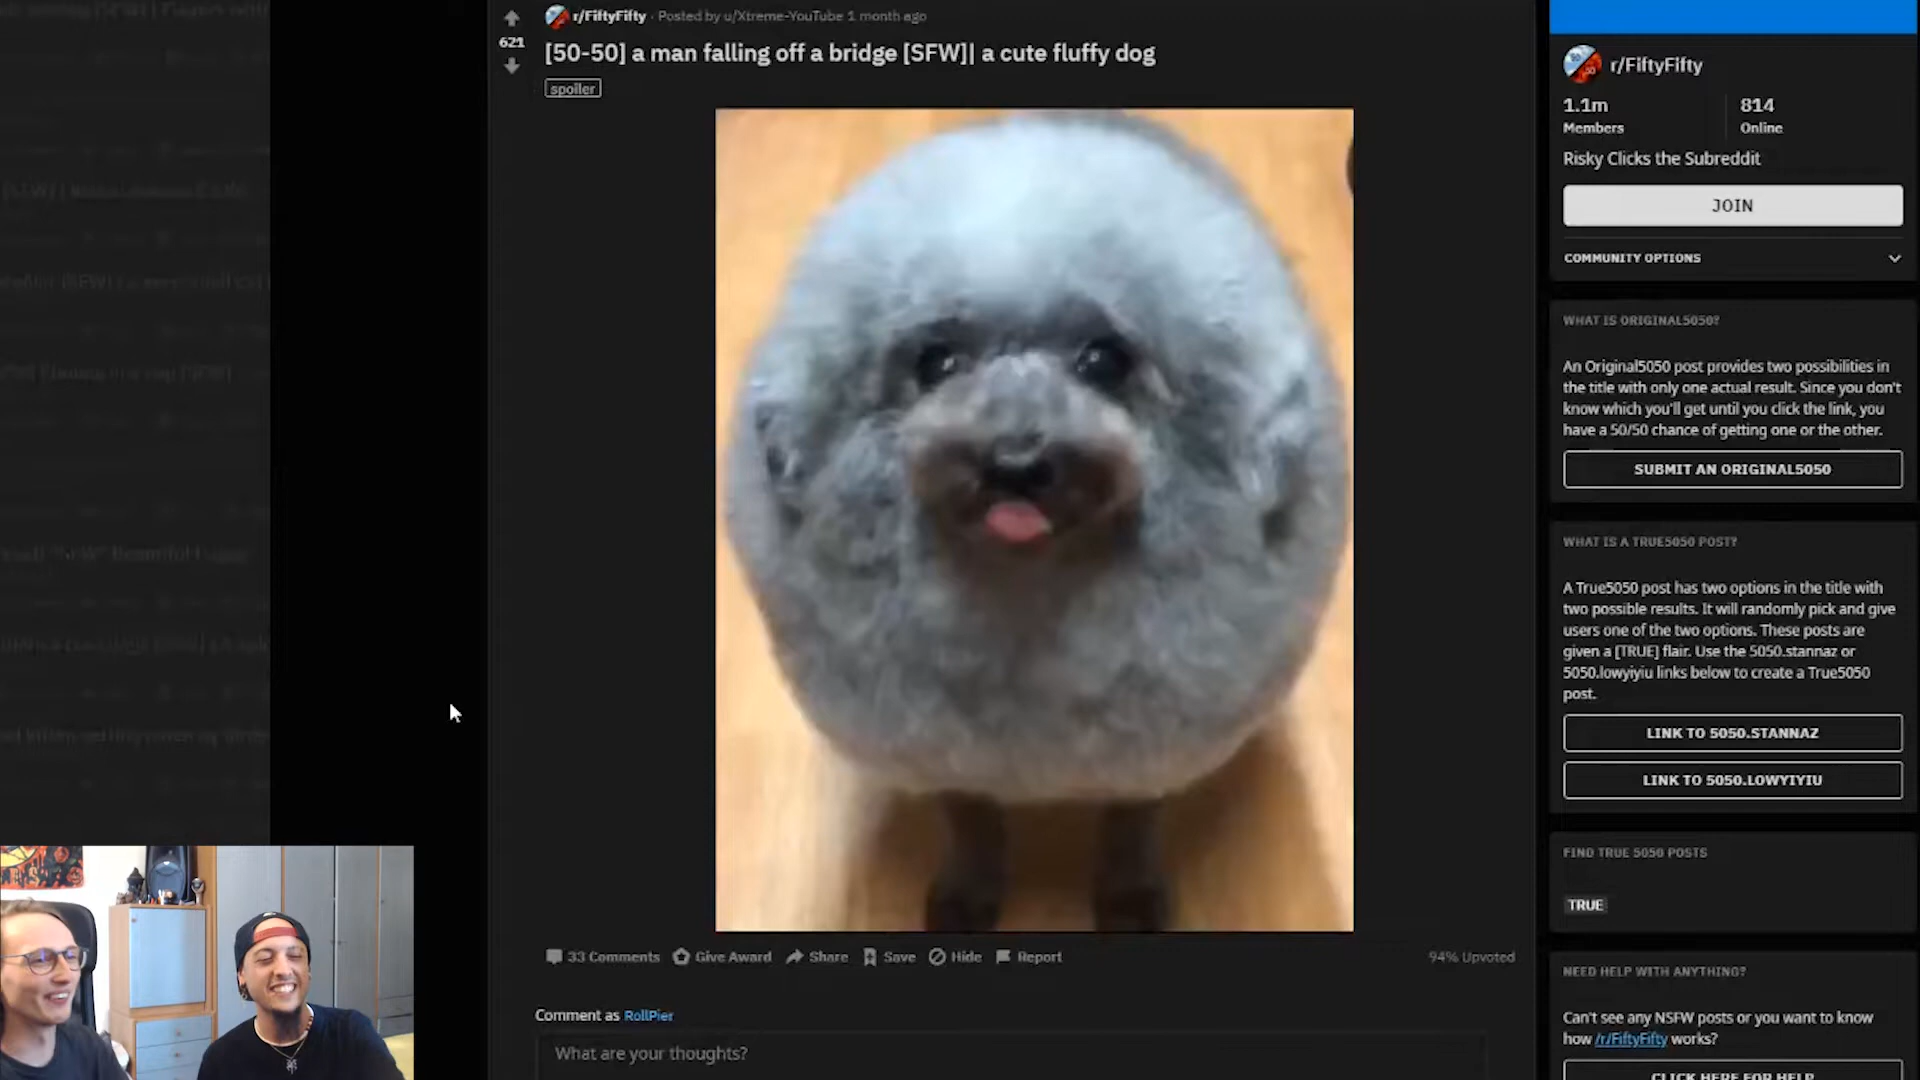 r/FiftyFifty · Posted by u/Xtreme-YouTube 1 month ago
621
[50-50] a man falling off a bridge [SFW]| a cute fluffy dog
spoiler
33 Comments Give Award Share Save Hide Report
94% Upvoted
Comment as RollPier
What are your thoughts?
r/FiftyFifty
1.1m
Members
814
Online
Risky Clicks the Subreddit
JOIN
COMMUNITY OPTIONS
WHAT IS ORIGINAL5050?
An Original5050 post provides two possibilities in
the title with only one actual result. Since you don't
know which you'll get until you click the link, you
have a 50/50 chance of getting one or the other.
SUBMIT AN ORIGINAL5050
WHAT IS A TRUE5050 POST?
A True5050 post has two options in the title with
two possible results. It will randomly pick and give
users one of the two options. These posts are
given a [TRUE] flair. Use the 5050.stannaz or
5050.lowyiyiu links below to create a True5050
post.
LINK TO 5050.STANNAZ
LINK TO 5050.LOWYIYIU
FIND TRUE 5050 POSTS
TRUE
NEED HELP WITH ANYTHING?
Can't see any NSFW posts or you want to know
how /r/FiftyFifty works?
CLICK HERE FOR HELP